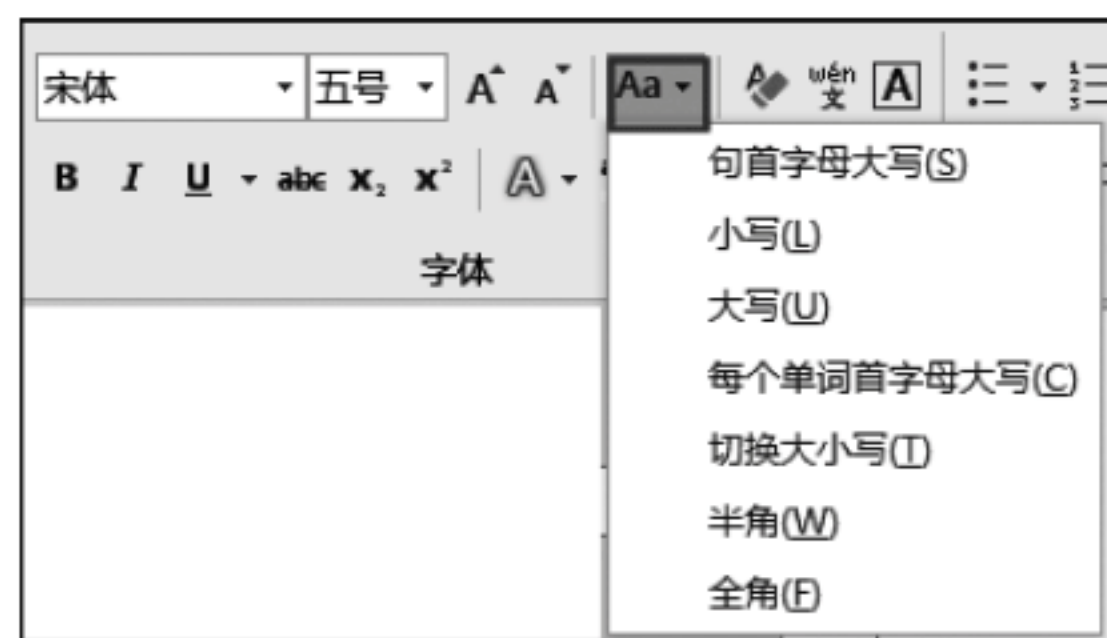 宋体 五号 A A Aa wén 文 A
B I U abc x₂ x²  A
字体
句首字母大写(S)
小写(L)
大写(U)
每个单词首字母大写(C)
切换大小写(T)
半角(W)
全角(F)